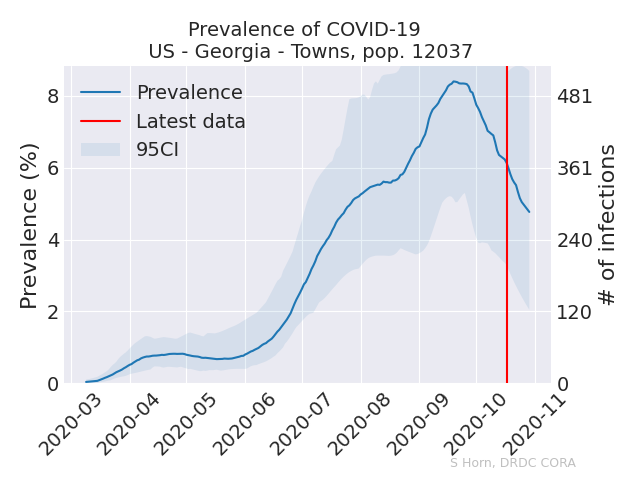 Prevalence of COVID-19
US - Georgia - Towns, pop. 12037
Prevalence
Latest data
95CI
Prevalence (%)
8
6
4
2
0
481
361
240
120
0
# of infections
2020-03
2020-04
2020-05
2020-06
2020-07
2020-08
2020-09
2020-10
2020-11
S Horn, DRDC CORA